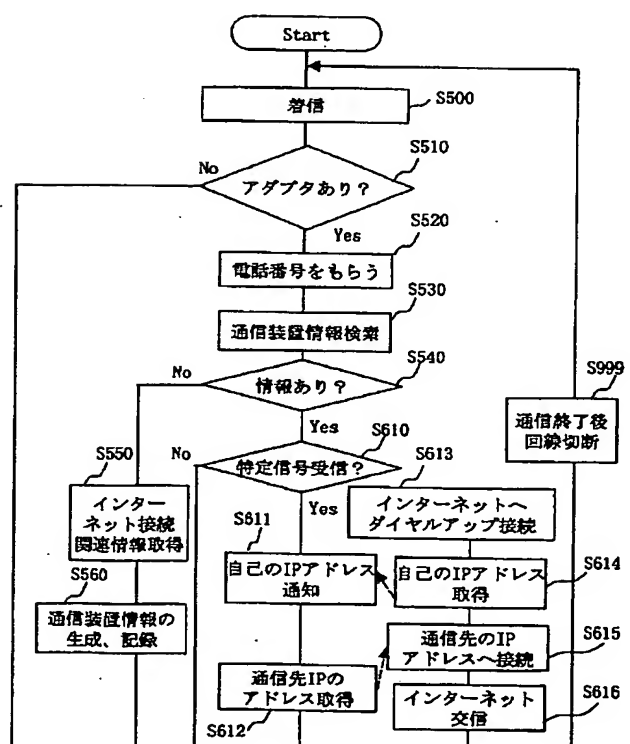 Start
着信
S500
S510
No
アダプタあり?
Yes
S520
電話番号をもらう
S530
通信装置情報検索
S540
No
情報あり?
S999
通信終了後
回線切断
Yes
S610
S550
No
特定信号受信?
S613
インター
ネット接続
関連情報取得
S611
Yes
インターネットへ
ダイヤルアップ接続
S560
自己のIPアドレス
通知
自己のIPアドレス
取得
S614
通信装置情報の
生成、記録
通信先のIP
アドレスへ接続
S615
通信先IPの
アドレス取得
S612
インターネット
交信
S616